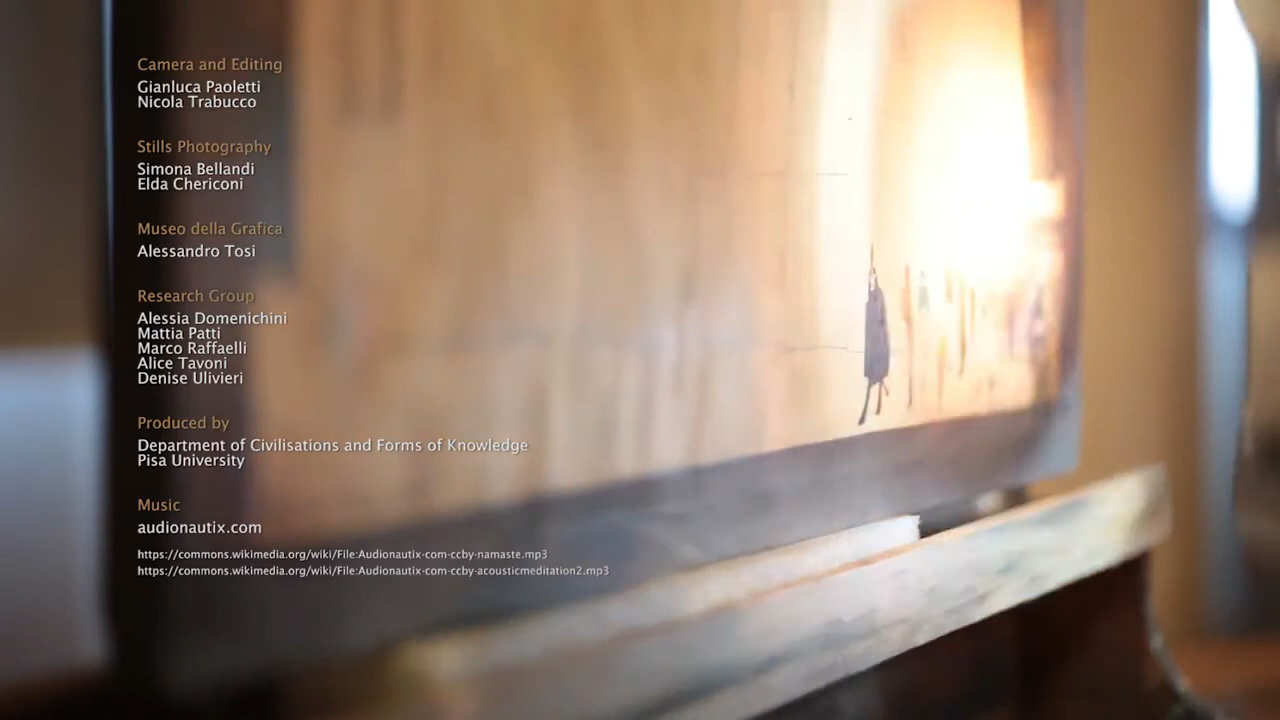 Camera and Editing
Gianluca Paoletti
Nicola Trabucco
Stills Photography
Simona Bellandi
Elda Chericoni
Museo della Grafica
Alessandro Tosi
Research Group
Alessia Domenichini
Mattia Patti
Marco Raffaelli
Alice Tavoni
Denise Ulivieri
Produced by
Department of Civilisations and Forms of Knowledge
Pisa University
Music
audionautix.com
https://commons.wikimedia.org/wiki/File:Audionautix-com-ccby-namaste.mp3
https://commons.wikimedia.org/wiki/File:Audionautix-com-ccby-acousticmeditation2.mp3